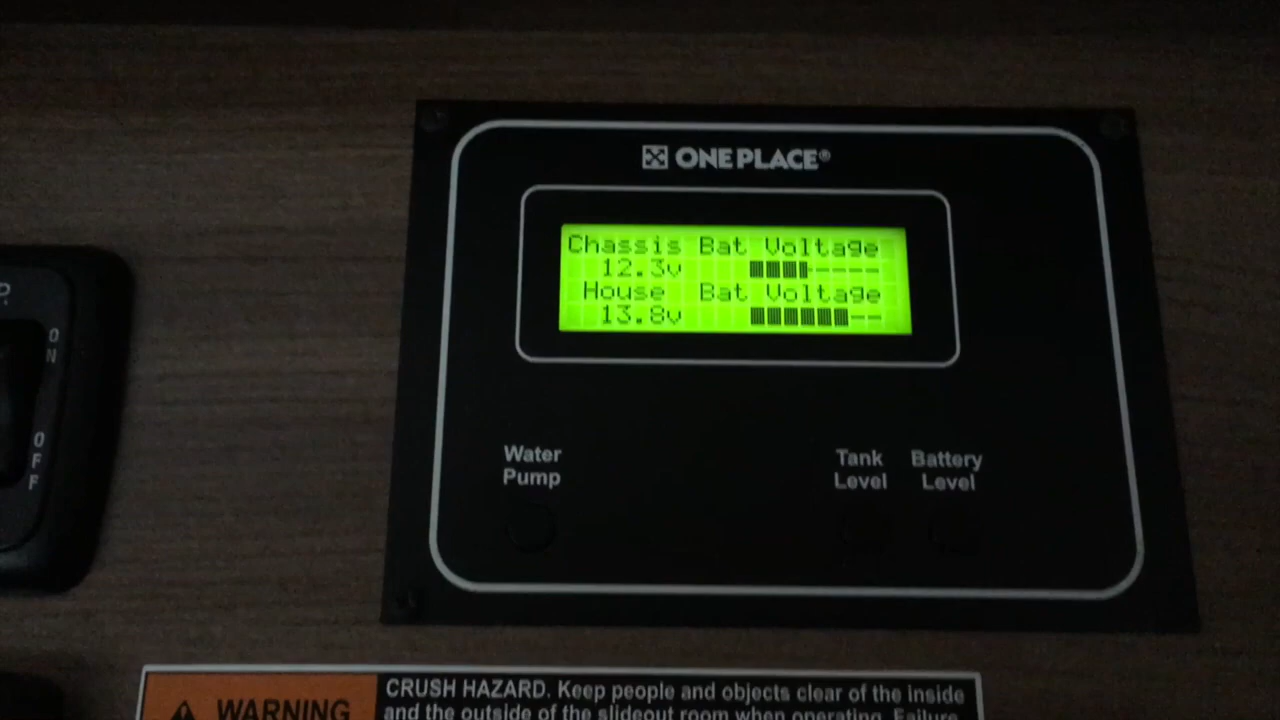 ONE PLACE®
Chassis Bat Voltage
12.3v
House Bat Voltage
13.8v
ON
OFF
Water
Pump
Tank
Level
Battery
Level
WARNING
CRUSH HAZARD. Keep people and objects clear of the inside
and the outside of the slideout room when operating. Failure